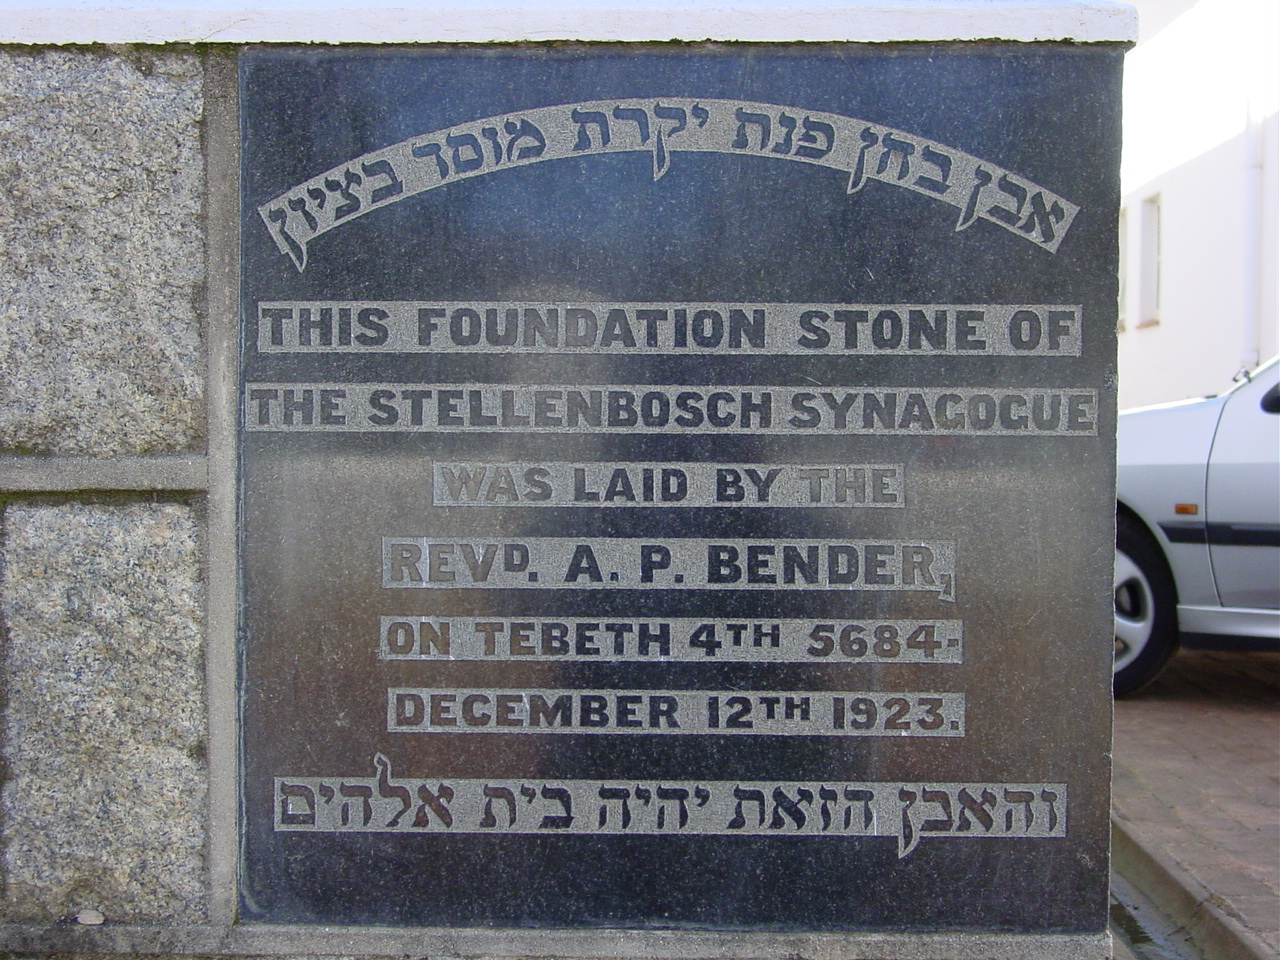 אבן בחן פנת יקרת מוסד בציון
THIS FOUNDATION STONE OF
THE STELLENBOSCH SYNAGOGUE
WAS LAID BY THE
REVD. A. P. BENDER,
ON TEBETH 4TH 5684-
DECEMBER 12TH 1923.
והאבן הזאת יהיה בית אלהים